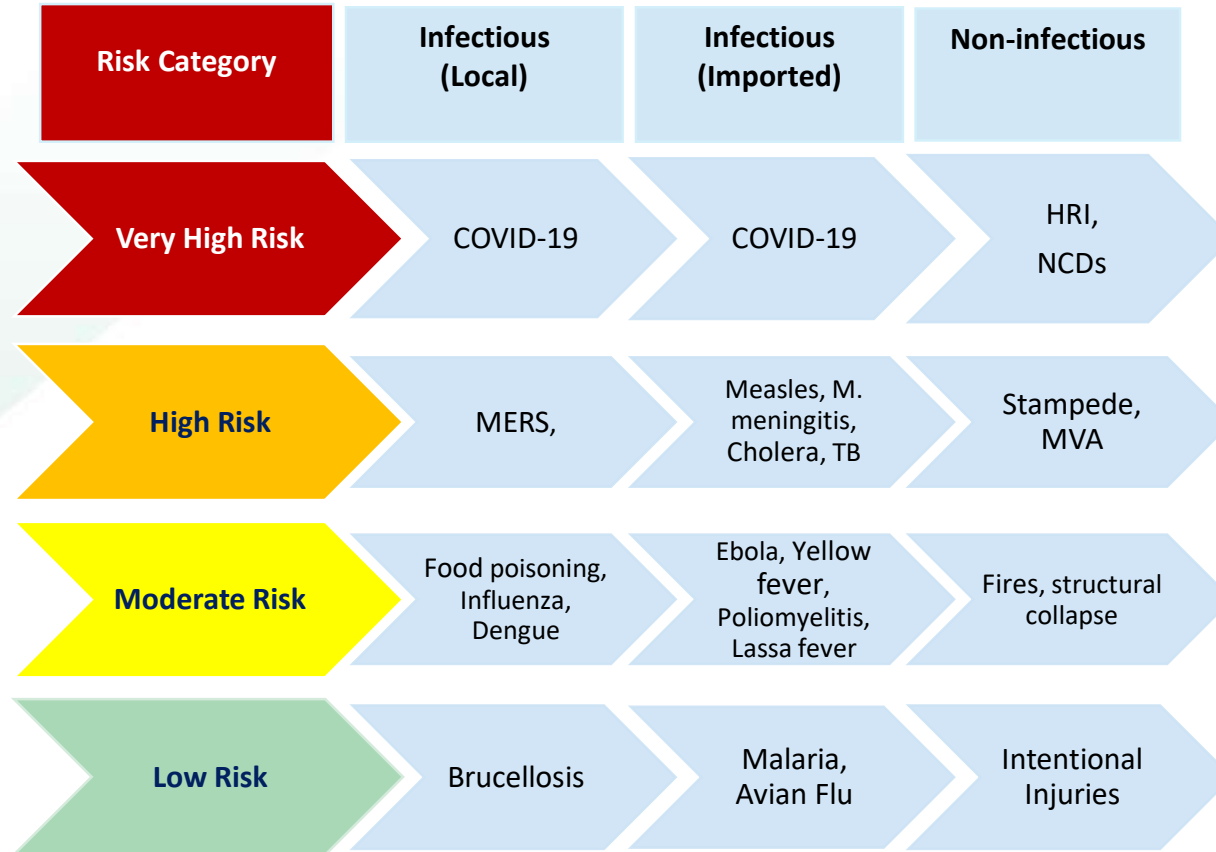 Risk Category
Infectious
(Local)
Infectious
(Imported)
Non-infectious
Very High Risk
COVID-19
COVID-19
HRI,
NCDs
High Risk
MERS,
Measles, M.
meningitis,
Cholera, TB
Stampede,
MVA
Moderate Risk
Food poisoning,
Influenza,
Dengue
Ebola, Yellow
fever,
Poliomyelitis,
Lassa fever
Fires, structural
collapse
Low Risk
Brucellosis
Malaria,
Avian Flu
Intentional
Injuries